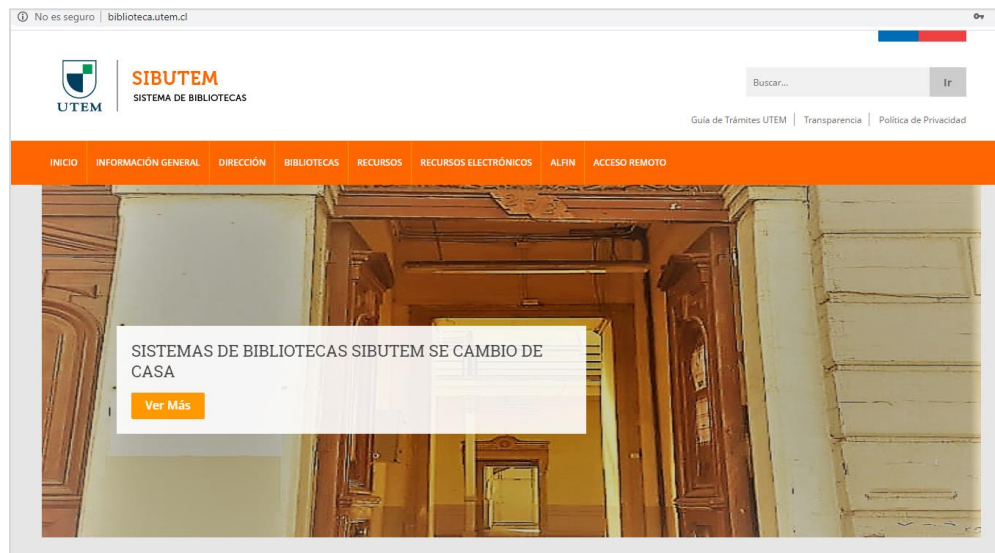 No es seguro | biblioteca.utem.cl
UTEM
SIBUTEM
SISTEMA DE BIBLIOTECAS
Buscar... Ir
Guía de Trámites UTEM | Transparencia | Política de Privacidad
INICIO INFORMACIÓN GENERAL DIRECCIÓN BIBLIOTECAS RECURSOS RECURSOS ELECTRÓNICOS ALFIN ACCESO REMOTO
SISTEMAS DE BIBLIOTECAS SIBUTEM SE CAMBIO DE
CASA
Ver Más